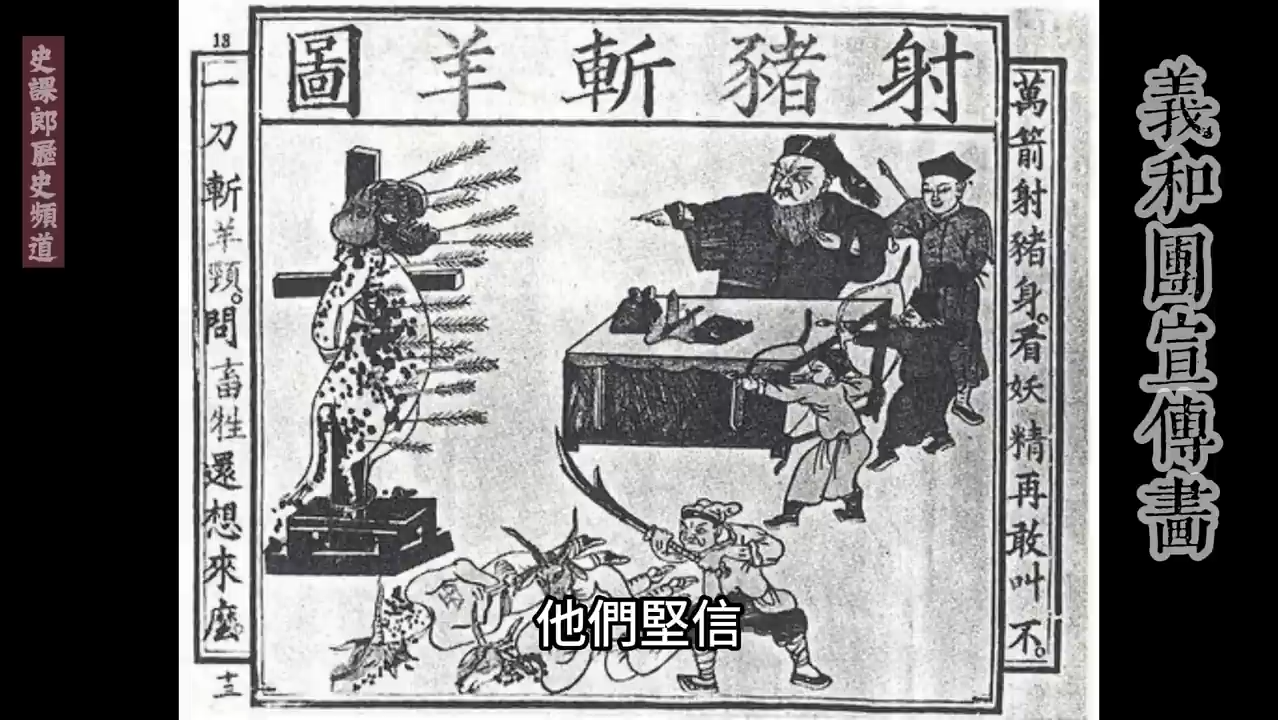 史課郎歷史頻道
義和團宣傳畫
13
射豬斬羊圖
萬箭射豬身。看妖精再敢叫不。
一刀斬羊頸。問畜牲還想來麼
十三
他們堅信